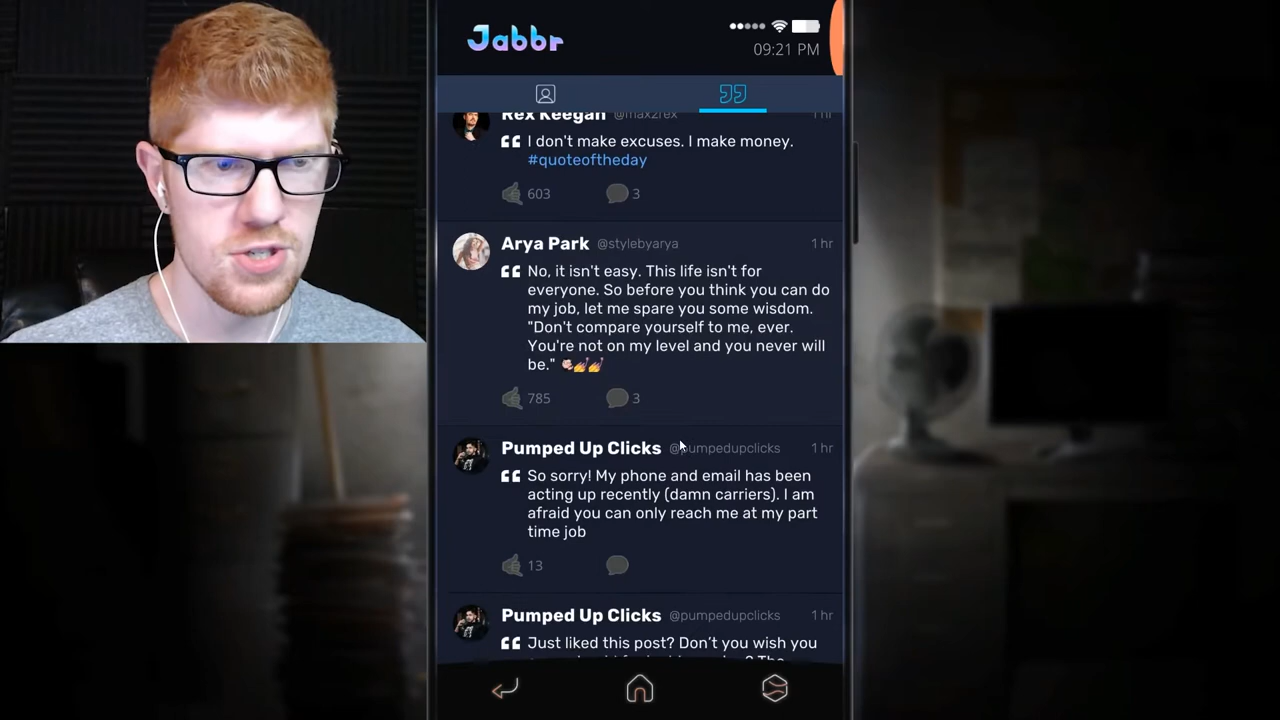 Jabbr
09:21 PM
Rex Keegan @max2rex 1 hr
I don't make excuses. I make money.
#quoteoftheday
603 3
Arya Park @stylebyarya 1 hr
No, it isn't easy. This life isn't for
everyone. So before you think you can do
my job, let me spare you some wisdom.
"Don't compare yourself to me, ever.
You're not on my level and you never will
be."
785 3
Pumped Up Clicks @pumpedupclicks 1 hr
So sorry! My phone and email has been
acting up recently (damn carriers). I am
afraid you can only reach me at my part
time job
13
Pumped Up Clicks @pumpedupclicks 1 hr
Just liked this post? Don't you wish you